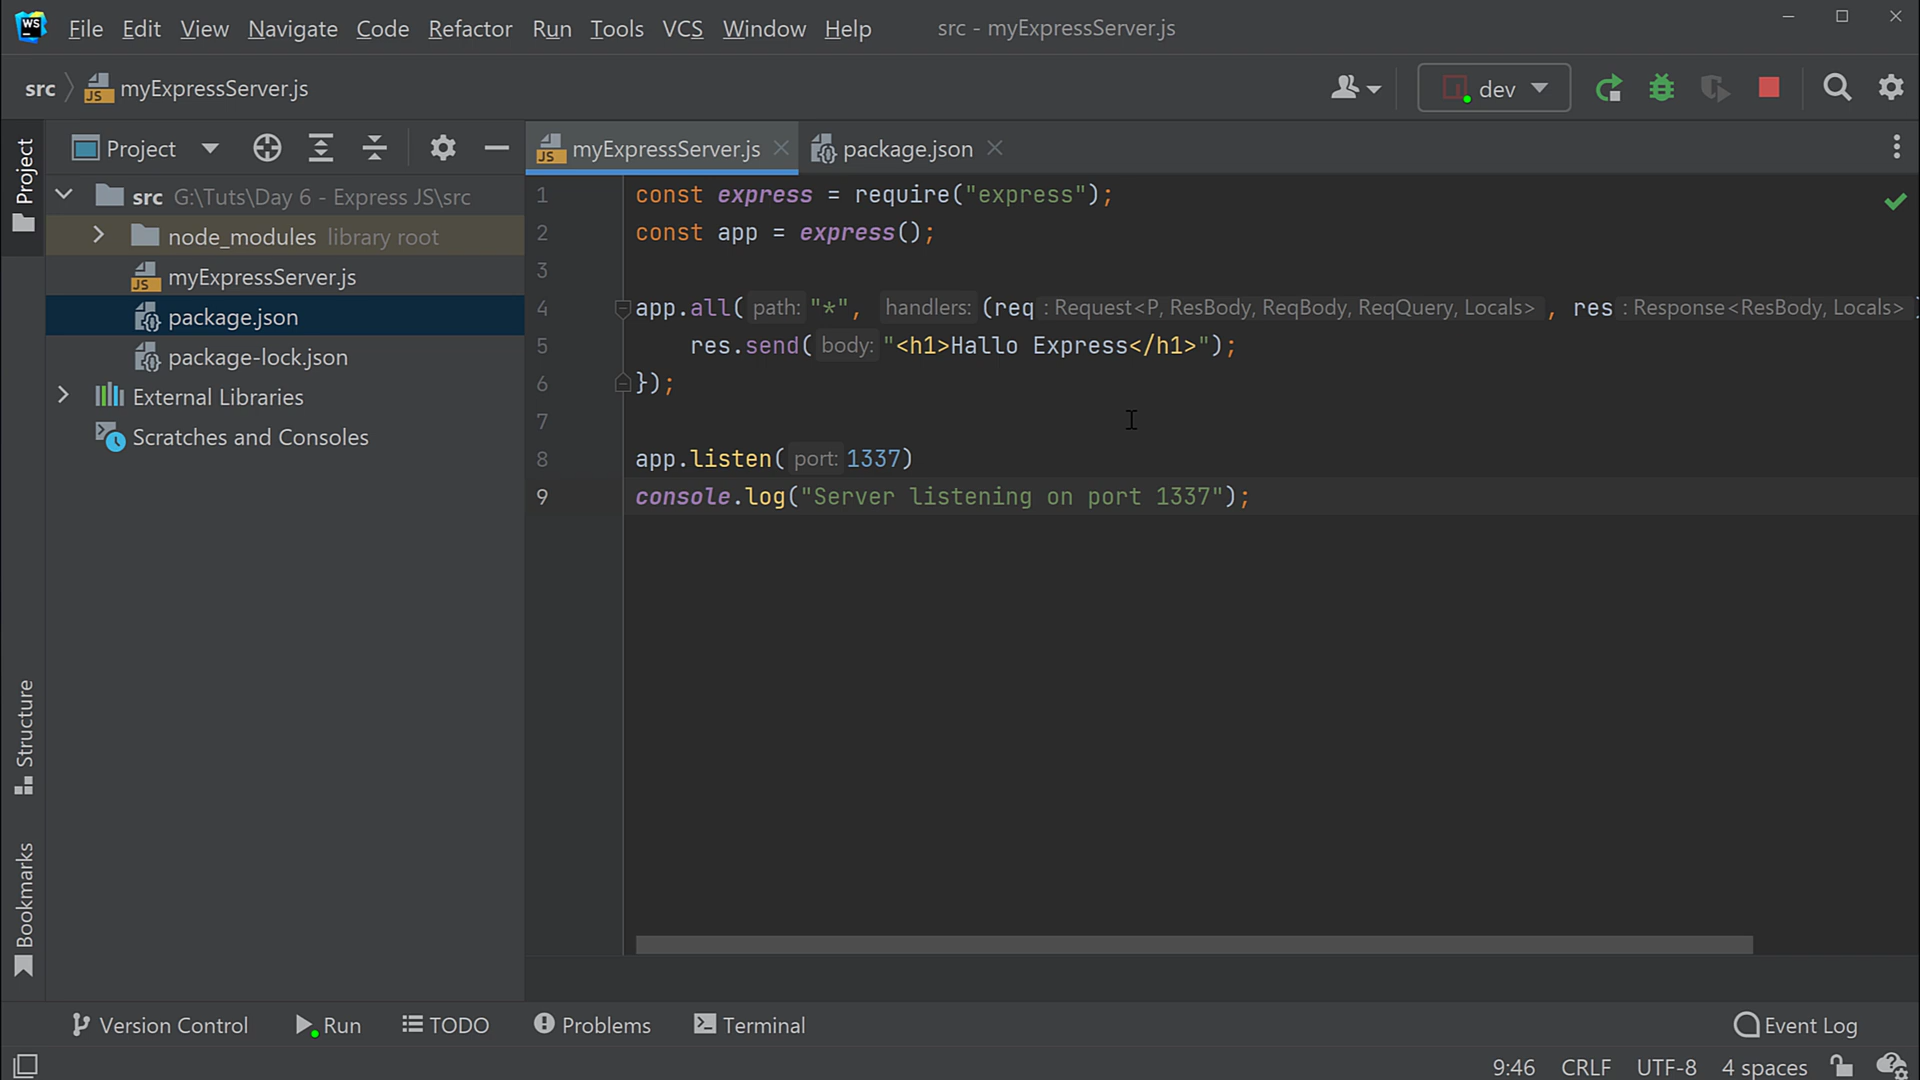 WS File Edit View Navigate Code Refactor Run Tools VCS Window Help src - myExpressServer.js
src JS myExpressServer.js dev
Project Project
JS myExpressServer.js package.json
src G:\Tuts\Day 6 - Express JS\src
node_modules library root
JS myExpressServer.js
package.json
package-lock.json
External Libraries
Scratches and Consoles
1 const express = require("express");
2 const app = express();
3
4 app.all( path: "*", handlers: (req : Request<P, ResBody, ReqBody, ReqQuery, Locals> , res : Response<ResBody, Locals>
5 res.send( body: "<h1>Hallo Express</h1>");
6 });
7
8 app.listen( port: 1337)
9 console.log("Server listening on port 1337");
Structure
Bookmarks
Version Control Run TODO Problems Terminal Event Log
9:46 CRLF UTF-8 4 spaces